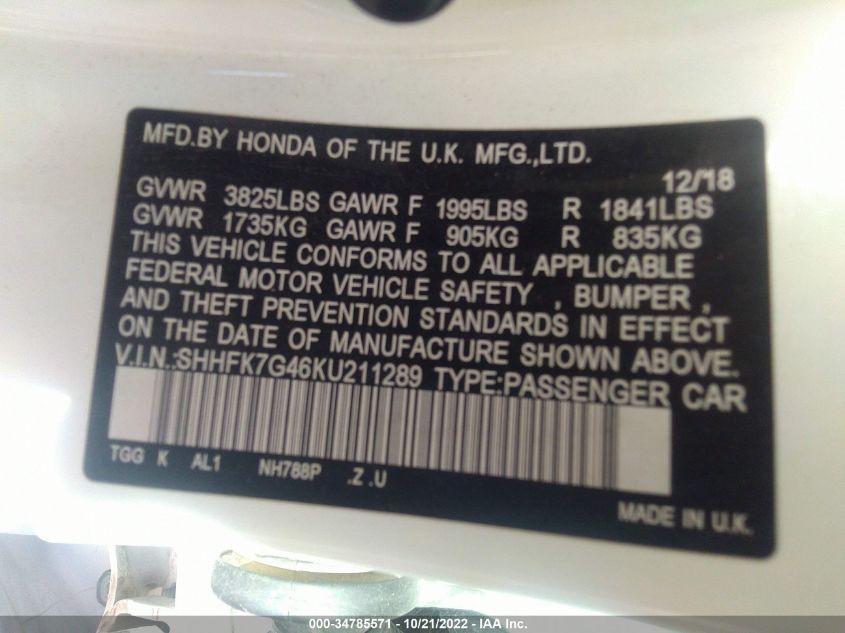 MFD.BY HONDA OF THE U.K. MFG.,LTD.
12/18
GVWR 3825LBS GAWR F 1995LBS R 1841LBS
GVWR 1735KG GAWR F 905KG R 835KG
THIS VEHICLE CONFORMS TO ALL APPLICABLE
FEDERAL MOTOR VEHICLE SAFETY , BUMPER ,
AND THEFT PREVENTION STANDARDS IN EFFECT
ON THE DATE OF MANUFACTURE SHOWN ABOVE.
V.I.N.:SHHFK7G46KU211289 TYPE:PASSENGER CAR
TGG K AL1 NH788P .Z .U
MADE IN U.K.
000-34785571 | 10/21/2022 - IAA Inc.